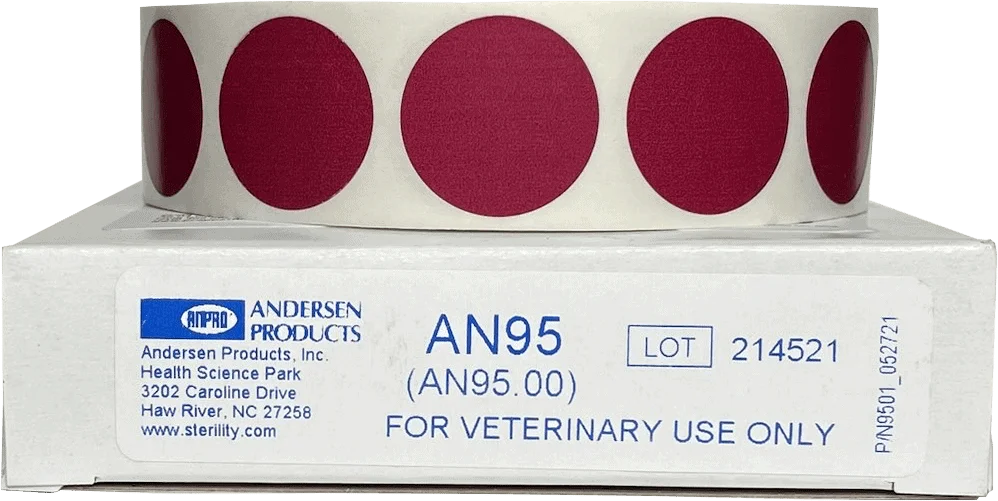 ANPRO
ANDERSEN
PRODUCTS
Andersen Products, Inc.
Health Science Park
3202 Caroline Drive
Haw River, NC 27258
www.sterility.com
AN95
(AN95.00)
FOR VETERINARY USE ONLY
LOT 214521
P/N9501_052721